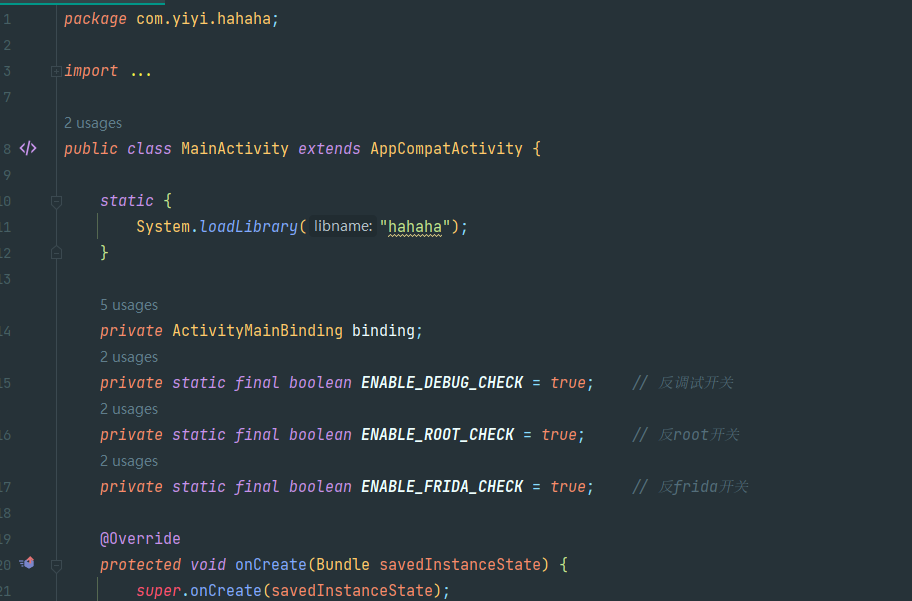 1 package com.yiyi.hahaha;
2
3 import ...
7
2 usages
8 public class MainActivity extends AppCompatActivity {
9
10 static {
11 System.loadLibrary( libname: "hahaha");
12 }
13
5 usages
14 private ActivityMainBinding binding;
2 usages
15 private static final boolean ENABLE_DEBUG_CHECK = true; // 反调试开关
2 usages
16 private static final boolean ENABLE_ROOT_CHECK = true; // 反root开关
2 usages
17 private static final boolean ENABLE_FRIDA_CHECK = true; // 反frida开关
18
19 @Override
20 protected void onCreate(Bundle savedInstanceState) {
21 super.onCreate(savedInstanceState);